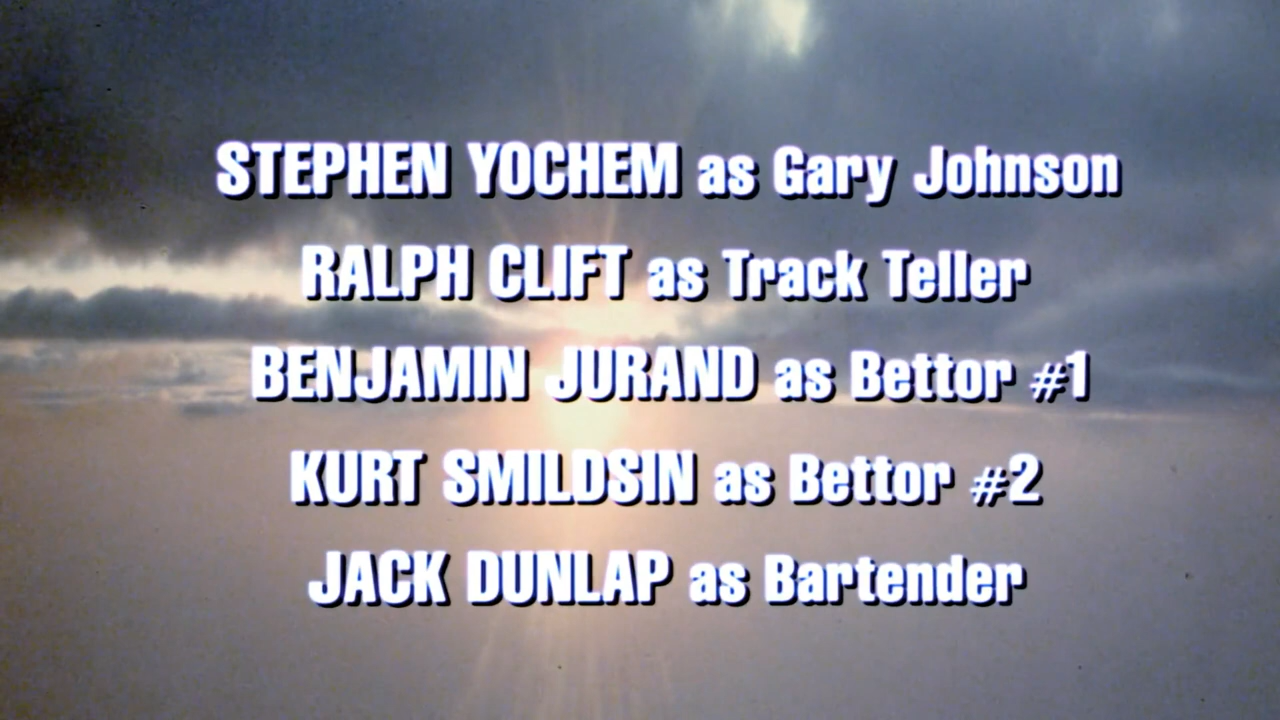 STEPHEN YOCHEM as Gary Johnson
RALPH CLIFT as Track Teller
BENJAMIN JURAND as Bettor #1
KURT SMILDSIN as Bettor #2
JACK DUNLAP as Bartender